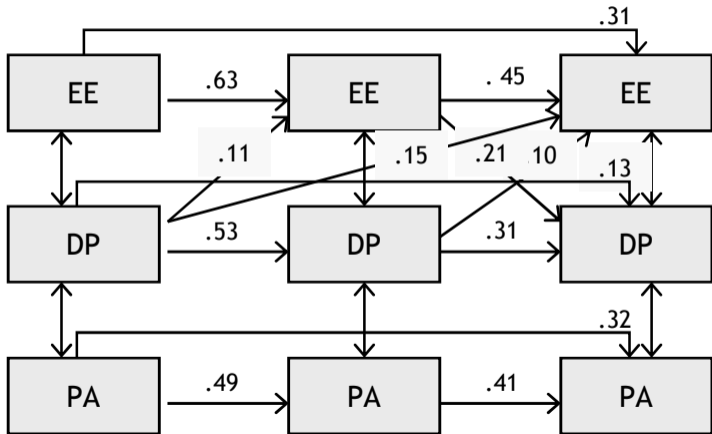 .31
EE .63 EE .45 EE
.11 .15 .21 .10 .13
DP .53 DP .31 DP
.32
PA .49 PA .41 PA